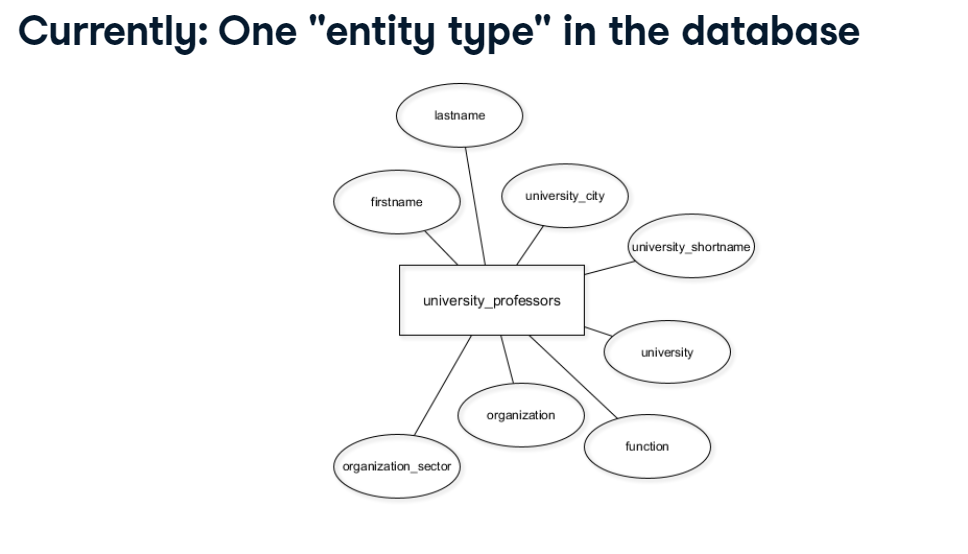 Currently: One "entity type" in the database
lastname
firstname
university_city
university_shortname
university_professors
university
organization
function
organization_sector